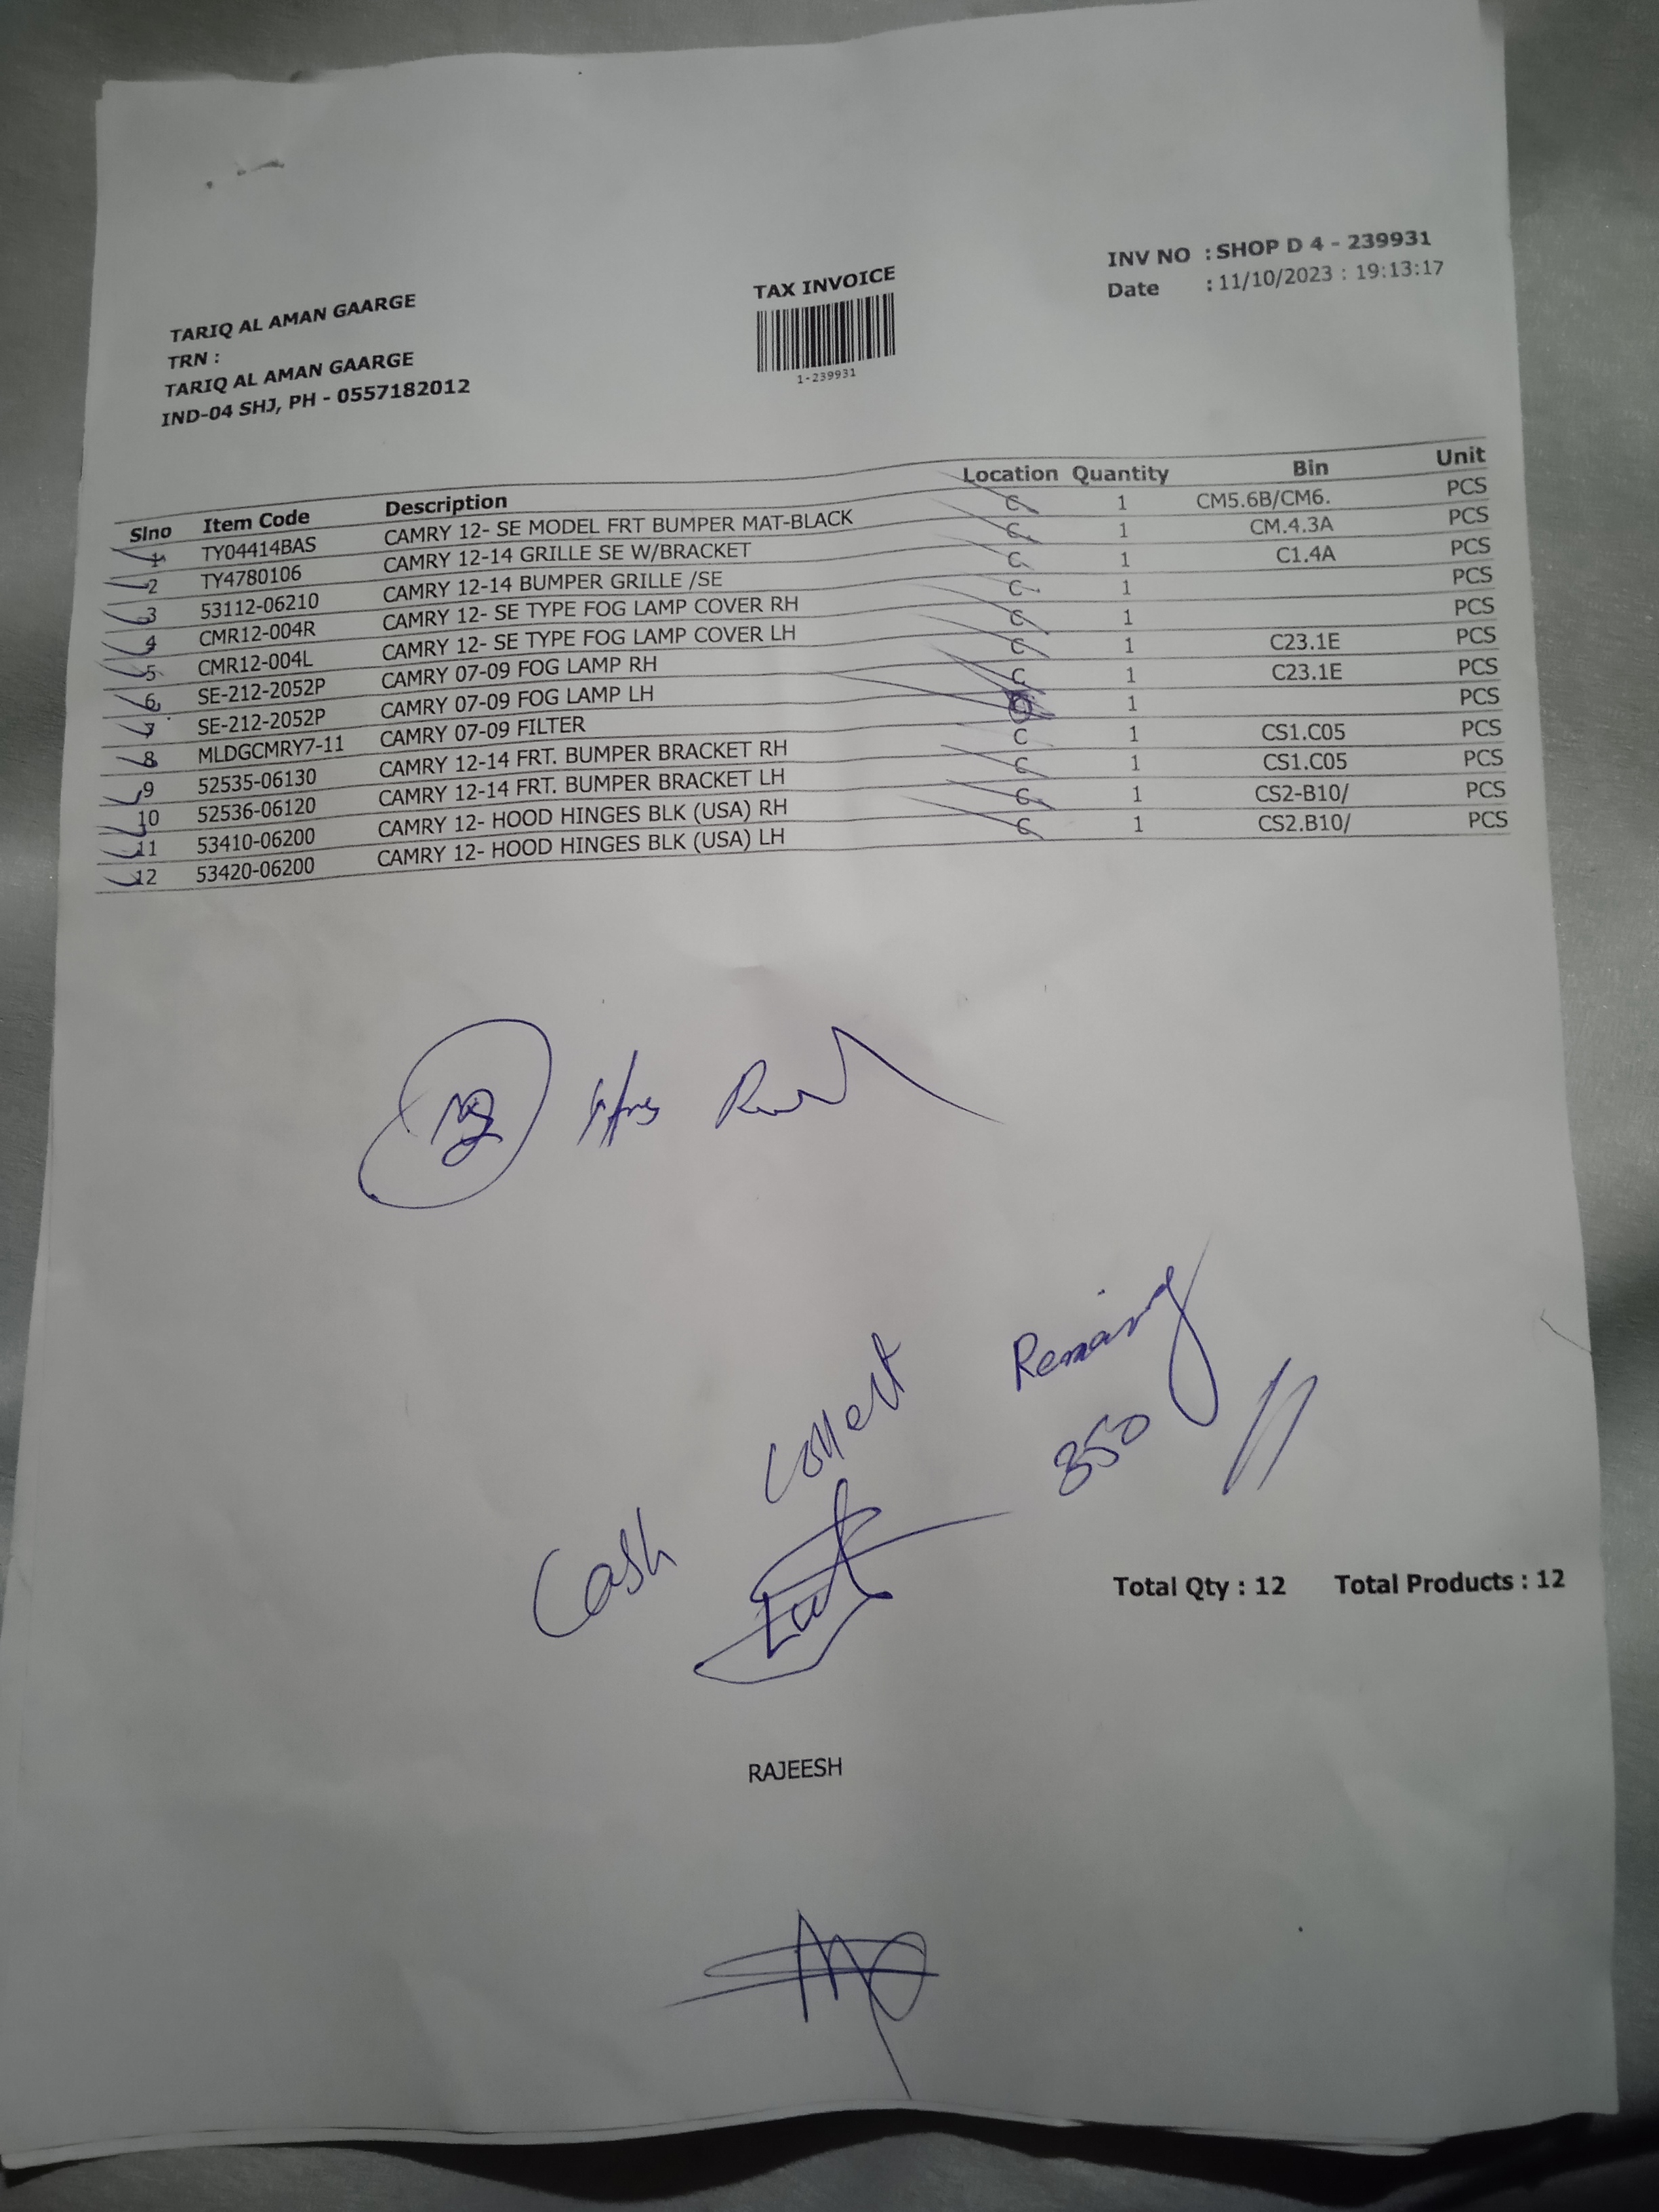 INV NO : SHOP D 4 - 239931
Date : 11/10/2023 : 19:13:17
TAX INVOICE
1-239931
TARIQ AL AMAN GAARGE
TRN :
TARIQ AL AMAN GAARGE
IND-04 SHJ, PH - 0557182012
Slno Item Code Description Location Quantity Bin Unit
1 TY04414BAS CAMRY 12- SE MODEL FRT BUMPER MAT-BLACK C 1 CM5.6B/CM6. PCS
2 TY4780106 CAMRY 12-14 GRILLE SE W/BRACKET C 1 CM.4.3A PCS
3 53112-06210 CAMRY 12-14 BUMPER GRILLE /SE C 1 C1.4A PCS
4 CMR12-004R CAMRY 12- SE TYPE FOG LAMP COVER RH C 1 PCS
5 CMR12-004L CAMRY 12- SE TYPE FOG LAMP COVER LH C 1 PCS
6 SE-212-2052P CAMRY 07-09 FOG LAMP RH C 1 C23.1E PCS
7 SE-212-2052P CAMRY 07-09 FOG LAMP LH C 1 C23.1E PCS
8 MLDGCMRY7-11 CAMRY 07-09 FILTER 1 PCS
9 52535-06130 CAMRY 12-14 FRT. BUMPER BRACKET RH C 1 CS1.C05 PCS
10 52536-06120 CAMRY 12-14 FRT. BUMPER BRACKET LH C 1 CS1.C05 PCS
11 53410-06200 CAMRY 12- HOOD HINGES BLK (USA) RH C 1 CS2-B10/ PCS
12 53420-06200 CAMRY 12- HOOD HINGES BLK (USA) LH C 1 CS2.B10/ PCS
Cash Collect Remaing
350
Total Qty : 12 Total Products : 12
RAJEESH